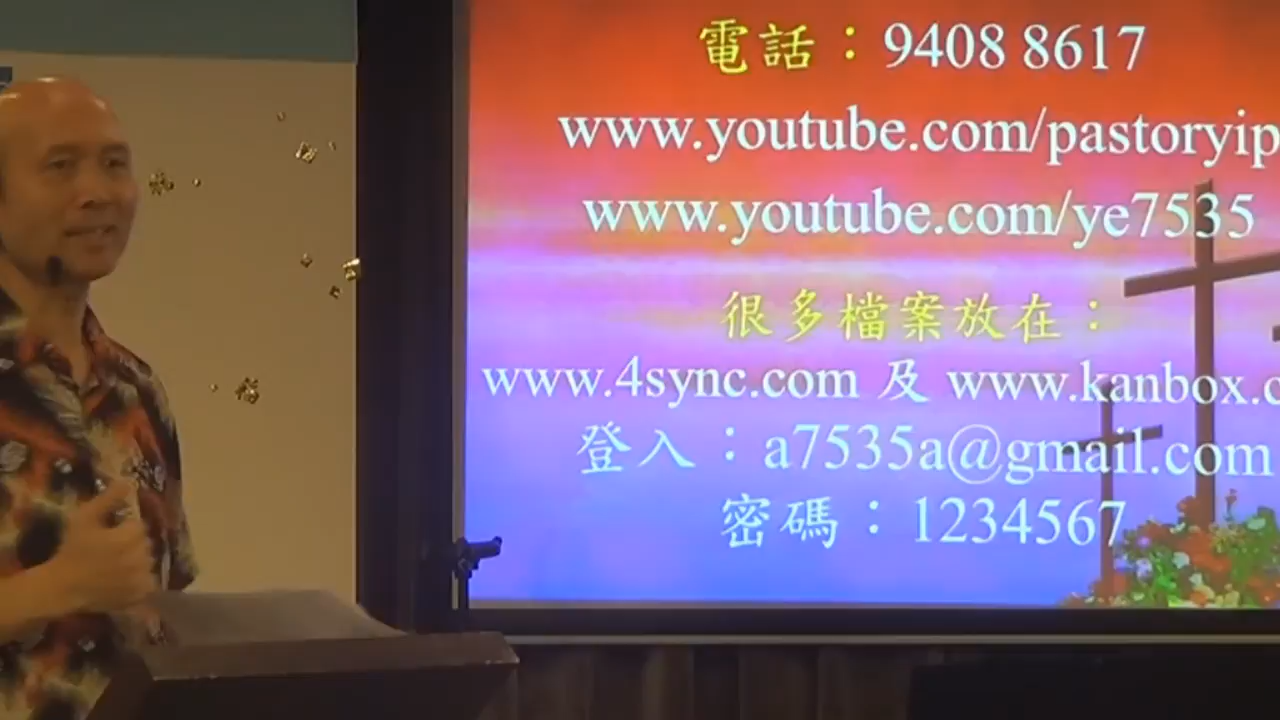 電話：9408 8617
www.youtube.com/pastoryip
www.youtube.com/ye7535
很多檔案放在：
www.4sync.com 及 www.kanbox.c
登入：a7535a@gmail.com
密碼：1234567